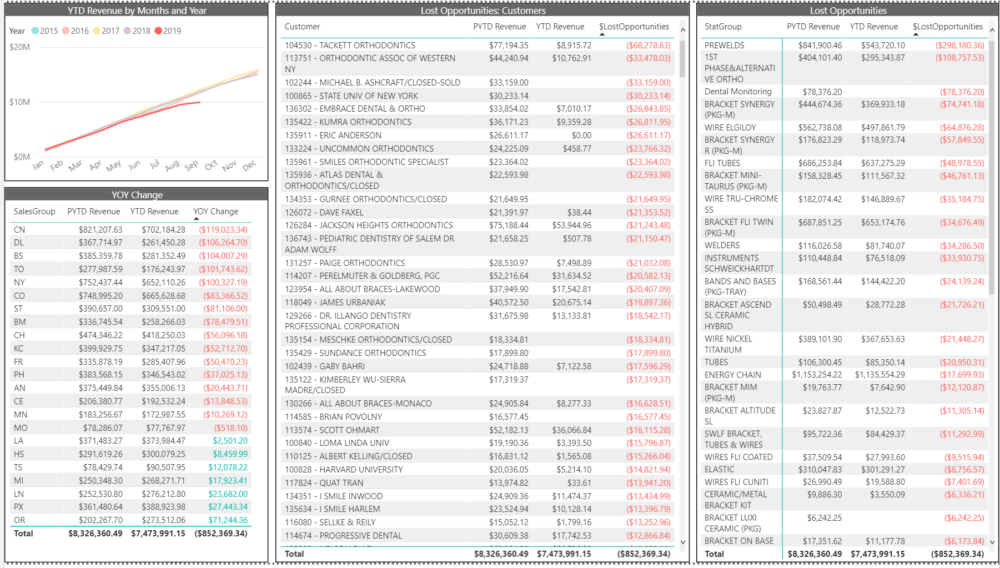 YTD Revenue by Months and Year
Year 2015 2016 2017 2018 2019
$20M
$10M
$0M
Jan Feb Mar Apr May Jun Jul Aug Sep Oct Nov Dec
YOY Change
SalesGroup PYTD Revenue YTD Revenue YOY Change
CN $821,207.63 $702,184.28 ($119,023.34)
DL $367,714.97 $261,450.28 ($106,264.70)
BS $385,359.78 $281,352.49 ($104,007.29)
TO $277,987.59 $176,243.97 ($101,743.62)
NY $752,437.44 $652,110.26 ($100,327.19)
CO $748,995.20 $665,628.68 ($83,366.52)
ST $390,657.00 $309,551.00 ($81,106.00)
BM $336,745.54 $258,266.03 ($78,479.51)
CH $474,346.22 $418,250.03 ($56,096.18)
KC $399,929.75 $347,217.05 ($52,712.70)
FR $335,878.19 $285,407.96 ($50,470.23)
PH $383,568.15 $346,543.02 ($37,025.13)
AN $375,449.84 $355,006.13 ($20,443.71)
CE $206,380.77 $192,532.24 ($13,848.53)
MN $183,256.67 $172,987.55 ($10,269.12)
MO $78,286.07 $77,767.97 ($518.10)
LA $371,483.27 $373,984.47 $2,501.20
HS $291,619.26 $300,079.25 $8,459.99
TS $78,429.74 $90,507.95 $12,078.22
MI $250,348.30 $268,271.71 $17,923.41
LN $252,530.80 $276,212.80 $23,682.00
PX $361,480.64 $388,923.98 $27,443.34
OR $202,267.70 $273,512.06 $71,244.36
Total $8,326,360.49 $7,473,991.15 ($852,369.34)
Lost Opportunities: Customers
Customer PYTD Revenue YTD Revenue $LostOpportunities
104530 - TACKETT ORTHODONTICS $77,194.35 $8,915.72 ($68,278.63)
113751 - ORTHODONTIC ASSOC OF WESTERN $44,240.94 $10,762.91 ($33,478.03)
NY
102244 - MICHAEL B. ASHCRAFT/CLOSED-SOLD $33,159.00 ($33,159.00)
100865 - STATE UNIV OF NEW YORK $30,233.14 ($30,233.14)
136302 - EMBRACE DENTAL & ORTHO $33,854.02 $7,010.17 ($26,843.85)
135422 - KUMRA ORTHODONTICS $36,171.23 $9,359.28 ($26,811.95)
135911 - ERIC ANDERSON $26,611.17 $0.00 ($26,611.17)
133224 - UNCOMMON ORTHODONTICS $24,225.09 $458.77 ($23,766.32)
135961 - SMILES ORTHODONTIC SPECIALIST $23,364.02 ($23,364.02)
135936 - ATLAS DENTAL & $22,593.98 ($22,593.98)
ORTHODONTICS/CLOSED
134353 - GURNEE ORTHODONTICS/CLOSED $21,649.95 ($21,649.95)
126072 - DAVE FAXEL $21,391.97 $38.44 ($21,353.52)
126284 - JACKSON HEIGHTS ORTHODONTICS $75,188.44 $53,944.96 ($21,243.48)
136743 - PEDIATRIC DENTISTRY OF SALEM DR $21,658.25 $507.78 ($21,150.47)
ADAM WOLFF
131257 - PAIGE ORTHODONTICS $28,530.97 $7,498.89 ($21,032.08)
114207 - PERELMUTER & GOLDBERG, PGC $52,216.64 $31,634.52 ($20,582.13)
123954 - ALL ABOUT BRACES-LAKEWOOD $37,949.90 $17,542.81 ($20,407.09)
118049 - JAMES URBANIAK $40,572.50 $20,675.14 ($19,897.36)
129266 - DR. ILLANGO DENTISTRY $31,675.98 $13,133.81 ($18,542.17)
PROFESSIONAL CORPORATION
135154 - MESCHKE ORTHODONTICS/CLOSED $18,334.81 ($18,334.81)
135429 - SUNDANCE ORTHODONTICS $17,899.80 ($17,899.80)
102439 - GABY BAHRI $24,718.88 $7,122.58 ($17,596.29)
135122 - KIMBERLEY WU-SIERRA $17,319.37 ($17,319.37)
MADRE/CLOSED
130266 - ALL ABOUT BRACES-MONACO $24,905.84 $8,277.33 ($16,628.51)
114585 - BRIAN POVOLNY $16,577.45 ($16,577.45)
113574 - SCOTT OHMART $52,182.13 $36,066.84 ($16,115.28)
100840 - LOMA LINDA UNIV $19,190.36 $3,393.50 ($15,796.87)
110125 - ALBERT KELLING/CLOSED $16,831.12 $1,565.08 ($15,266.04)
100828 - HARVARD UNIVERSITY $20,036.05 $5,214.10 ($14,821.94)
117824 - QUAT TRAN $13,974.82 $33.61 ($13,941.20)
134351 - I SMILE INWOOD $24,909.36 $11,474.37 ($13,434.99)
135634 - I SMILE HARLEM $23,524.94 $10,128.14 ($13,396.79)
116080 - SELLKE & REILY $15,052.12 $1,799.16 ($13,252.96)
114674 - PROGRESSIVE DENTAL $30,609.38 $17,742.53 ($12,866.84)
Total $8,326,360.49 $7,473,991.15 ($852,369.34)
Lost Opportunities
StatGroup PYTD Revenue YTD Revenue $LostOpportunities
PREWELDS $841,900.46 $543,720.10 ($298,180.36)
1ST $404,101.40 $295,343.87 ($108,757.53)
PHASE&ALTERNATI
VE ORTHO
Dental Monitoring $78,376.20 ($78,376.20)
BRACKET SYNERGY $444,674.36 $369,933.18 ($74,741.18)
(PKG-M)
WIRE ELGILOY $562,738.08 $497,861.79 ($64,876.28)
BRACKET SYNERGY $176,823.29 $118,973.74 ($57,849.55)
R (PKG-M)
FLI TUBES $686,253.84 $637,275.29 ($48,978.55)
BRACKET MINI- $158,328.45 $111,567.32 ($46,761.13)
TAURUS (PKG-M)
WIRE TRU-CHROME $182,074.42 $146,889.67 ($35,184.75)
SS
BRACKET FLI TWIN $687,851.25 $653,174.76 ($34,676.49)
(PKG-M)
WELDERS $116,026.58 $81,740.07 ($34,286.50)
INSTRUMENTS $110,448.84 $76,518.09 ($33,930.75)
SCHWEICKHARTDT
BANDS AND BASES $168,561.44 $144,422.20 ($24,139.24)
(PKG-TRAY)
BRACKET ASCEND $50,498.49 $28,772.28 ($21,726.21)
SL CERAMIC
HYBRID
WIRE NICKEL $389,101.90 $367,653.63 ($21,448.27)
TITANIUM
TUBES $106,300.45 $85,350.14 ($20,950.31)
ENERGY CHAIN $1,153,254.22 $1,135,554.29 ($17,699.93)
BRACKET MIM $19,763.77 $7,642.90 ($12,120.87)
(PKG-M)
BRACKET ALTITUDE $23,827.87 $12,522.73 ($11,305.14)
SL
SWLF BRACKET, $95,722.36 $84,429.37 ($11,292.99)
TUBES & WIRES
WIRES FLI COATED $37,509.54 $27,993.60 ($9,515.94)
ELASTIC $310,047.83 $301,291.27 ($8,756.57)
WIRES FLI CUNITI $26,990.49 $19,588.80 ($7,401.69)
CERAMIC/METAL $9,886.30 $3,550.09 ($6,336.21)
BRACKET KIT
BRACKET LUXI $6,242.25 ($6,242.25)
CERAMIC (PKG)
BRACKET ON BASE $17,351.62 $11,177.78 ($6,173.84)
Total $8,326,360.49 $7,473,991.15 ($852,369.34)